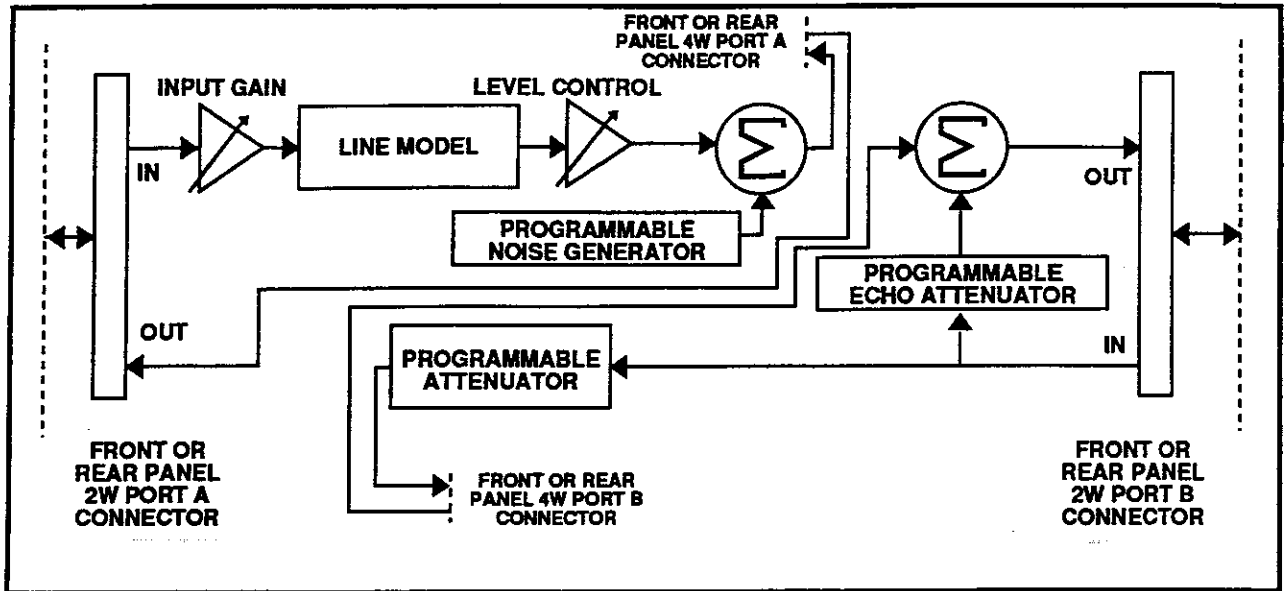 FRONT OR REAR
PANEL 4W PORT A
CONNECTOR
INPUT GAIN
LEVEL CONTROL
LINE MODEL
IN
Σ
Σ
OUT
PROGRAMMABLE
NOISE GENERATOR
PROGRAMMABLE
ECHO ATTENUATOR
OUT
IN
PROGRAMMABLE
ATTENUATOR
FRONT OR
REAR PANEL
2W PORT A
CONNECTOR
FRONT OR REAR
PANEL 4W PORT B
CONNECTOR
FRONT OR
REAR PANEL
2W PORT B
CONNECTOR